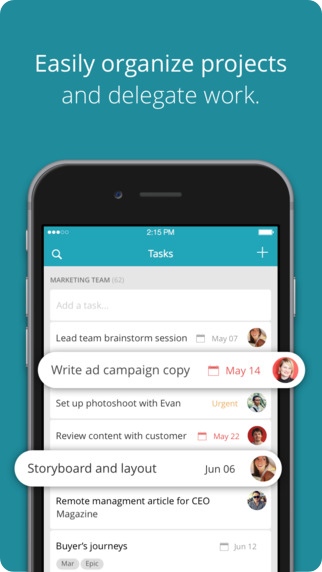 Easily organize projects
and delegate work.
2:15 PM
Tasks
MARKETING TEAM (62)
Add a task...
Lead team brainstorm session May 07
Write ad campaign copy May 14
Set up photoshoot with Evan Urgent
Review content with customer May 22
Storyboard and layout Jun 06
Remote managment article for CEO
Magazine
Buyer's journeys Jun 12
Mar Epic